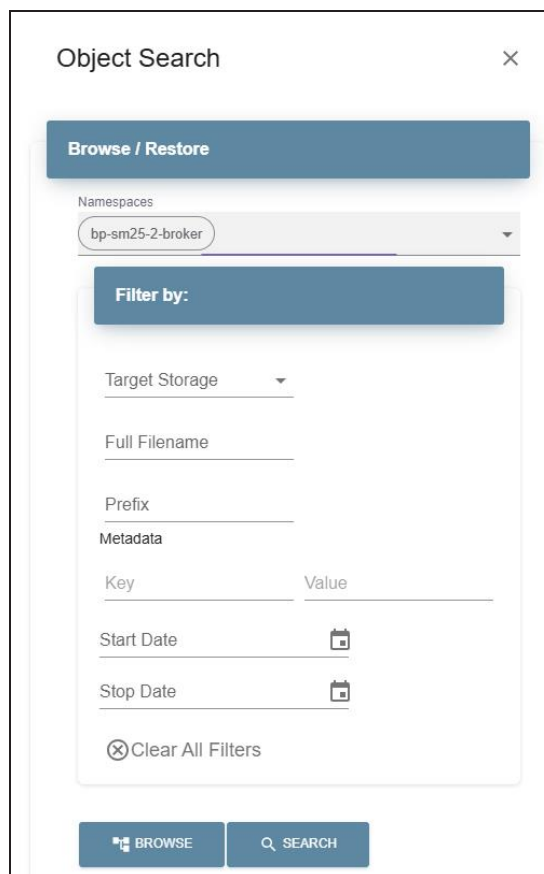 Object Search
Browse / Restore
Namespaces
bp-sm25-2-broker
Filter by:
Target Storage
Full Filename
Prefix
Metadata
Key Value
Start Date
Stop Date
Clear All Filters
BROWSE SEARCH